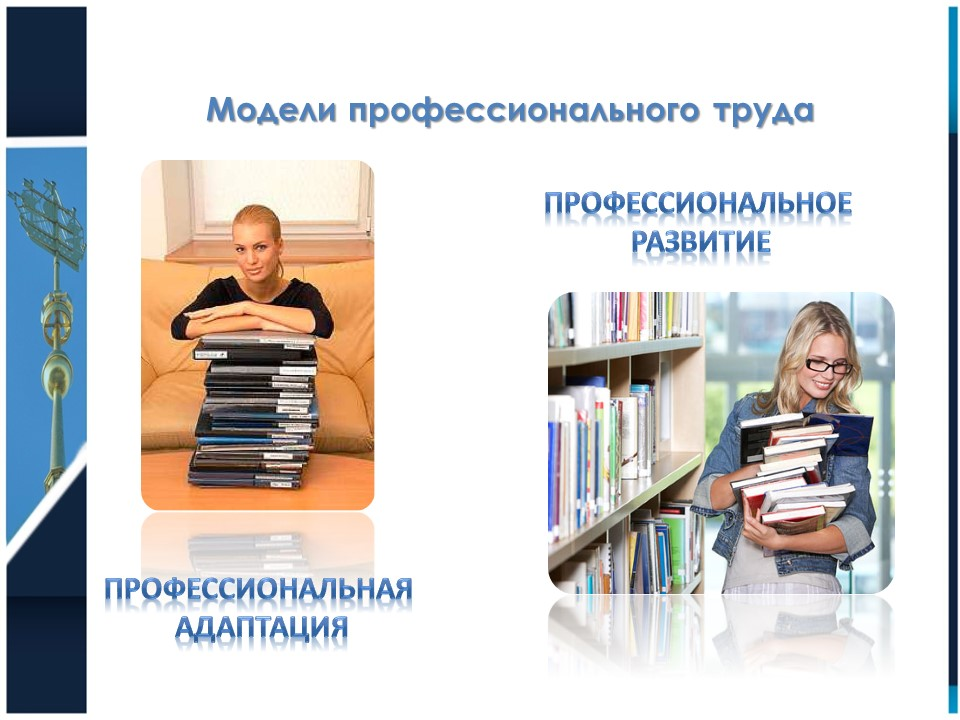 Модели профессионального труда
ПРОФЕССИОНАЛЬНОЕ
РАЗВИТИЕ
ПРОФЕССИОНАЛЬНАЯ
АДАПТАЦИЯ